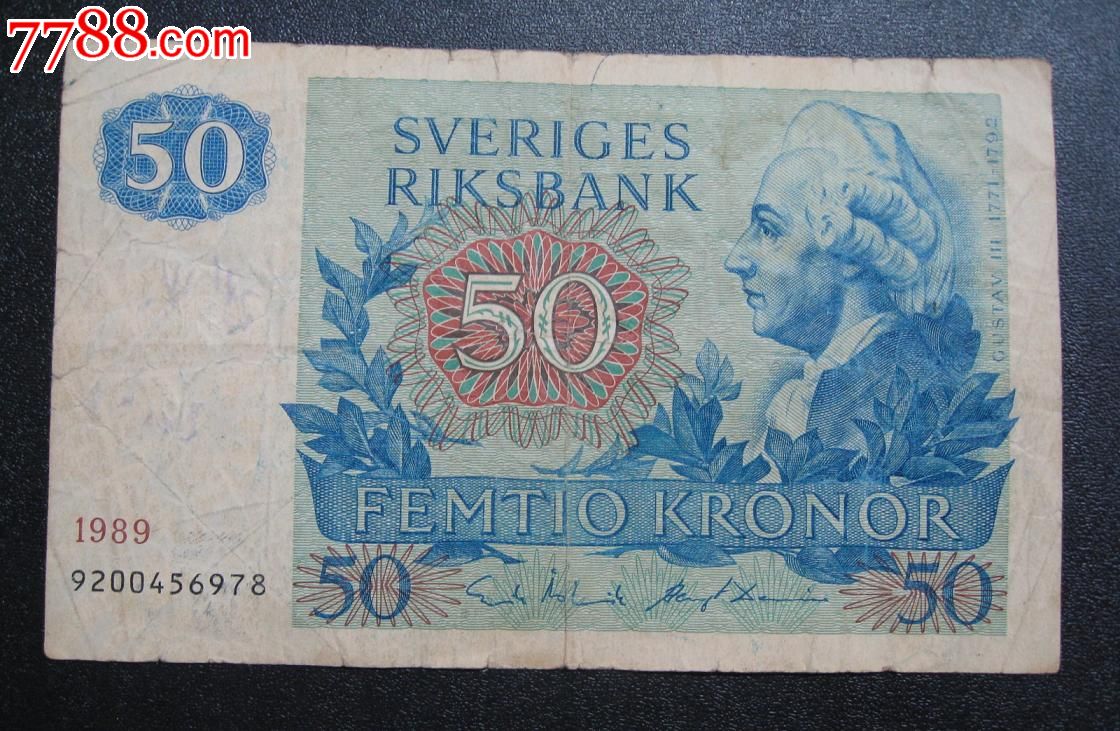 7788.com
50
SVERIGES
RIKSBANK
50
GUSTAV III 1771-1792
FEMTIO KRONOR
1989
9200456978
50
50